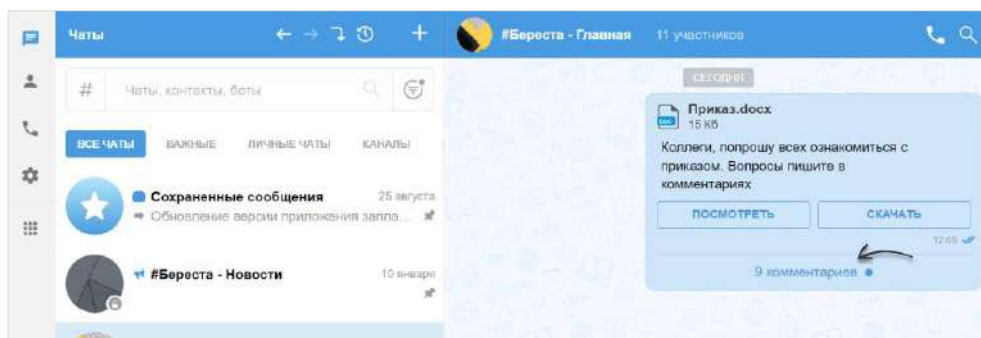 Чаты
#Береста - Главная 11 участников
СЕГОДНЯ
# Чаты, контакты, боты
Приказ.docx
DOC
15 Кб
Коллеги, попрошу всех ознакомиться с
приказом. Вопросы пишите в
комментариях
ВСЕ ЧАТЫ ВАЖНЫЕ ЛИЧНЫЕ ЧАТЫ КАНАЛЫ
Сохраненные сообщения 25 августа
Обновление версии приложения запла...
ПОСМОТРЕТЬ СКАЧАТЬ
12:05
9 комментариев
#Береста - Новости 10 января